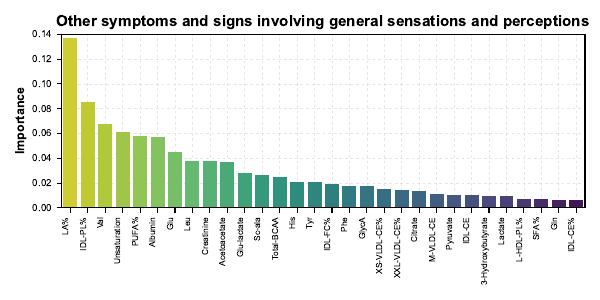 Other symptoms and signs involving general sensations and perceptions
Importance
0.14
0.12
0.10
0.08
0.06
0.04
0.02
0.00
LA%
IDL-PL%
Val
Unsaturation
PUFA%
Albumin
Glu
Leu
Creatinine
Acetoacetate
Glu-lactate
Sc-ala
Total-BCAA
His
Tyr
IDL-FC%
Phe
GlycA
XS-VLDL-CE%
XXL-VLDL-CE%
Citrate
M-VLDL-CE
Pyruvate
IDL-CE
3-Hydroxybutyrate
Lactate
L-HDL-PL%
SFA%
Gln
IDL-CE%